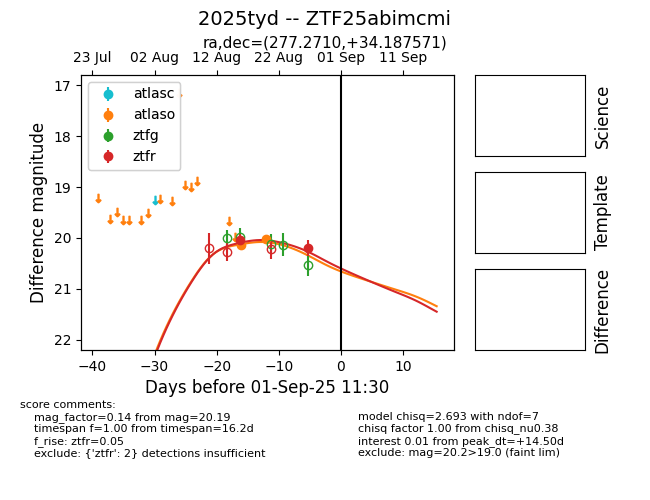 2025tyd -- ZTF25abimcmi
ra,dec=(277.2710,+34.187571)
23 Jul 02 Aug 12 Aug 22 Aug 01 Sep 11 Sep
atlasc
atlaso
ztfg
ztfr
17
18
19
20
21
22
Difference magnitude
−40 −30 −20 −10 0 10
Days before 01-Sep-25 11:30
Science
Template
Difference
score comments:
mag_factor=0.14 from mag=20.19
timespan f=1.00 from timespan=16.2d
f_rise: ztfr=0.05
exclude: {'ztfr': 2} detections insufficient
model chisq=2.693 with ndof=7
chisq factor 1.00 from chisq_nu0.38
interest 0.01 from peak_dt=+14.50d
exclude: mag=20.2>19.0 (faint lim)